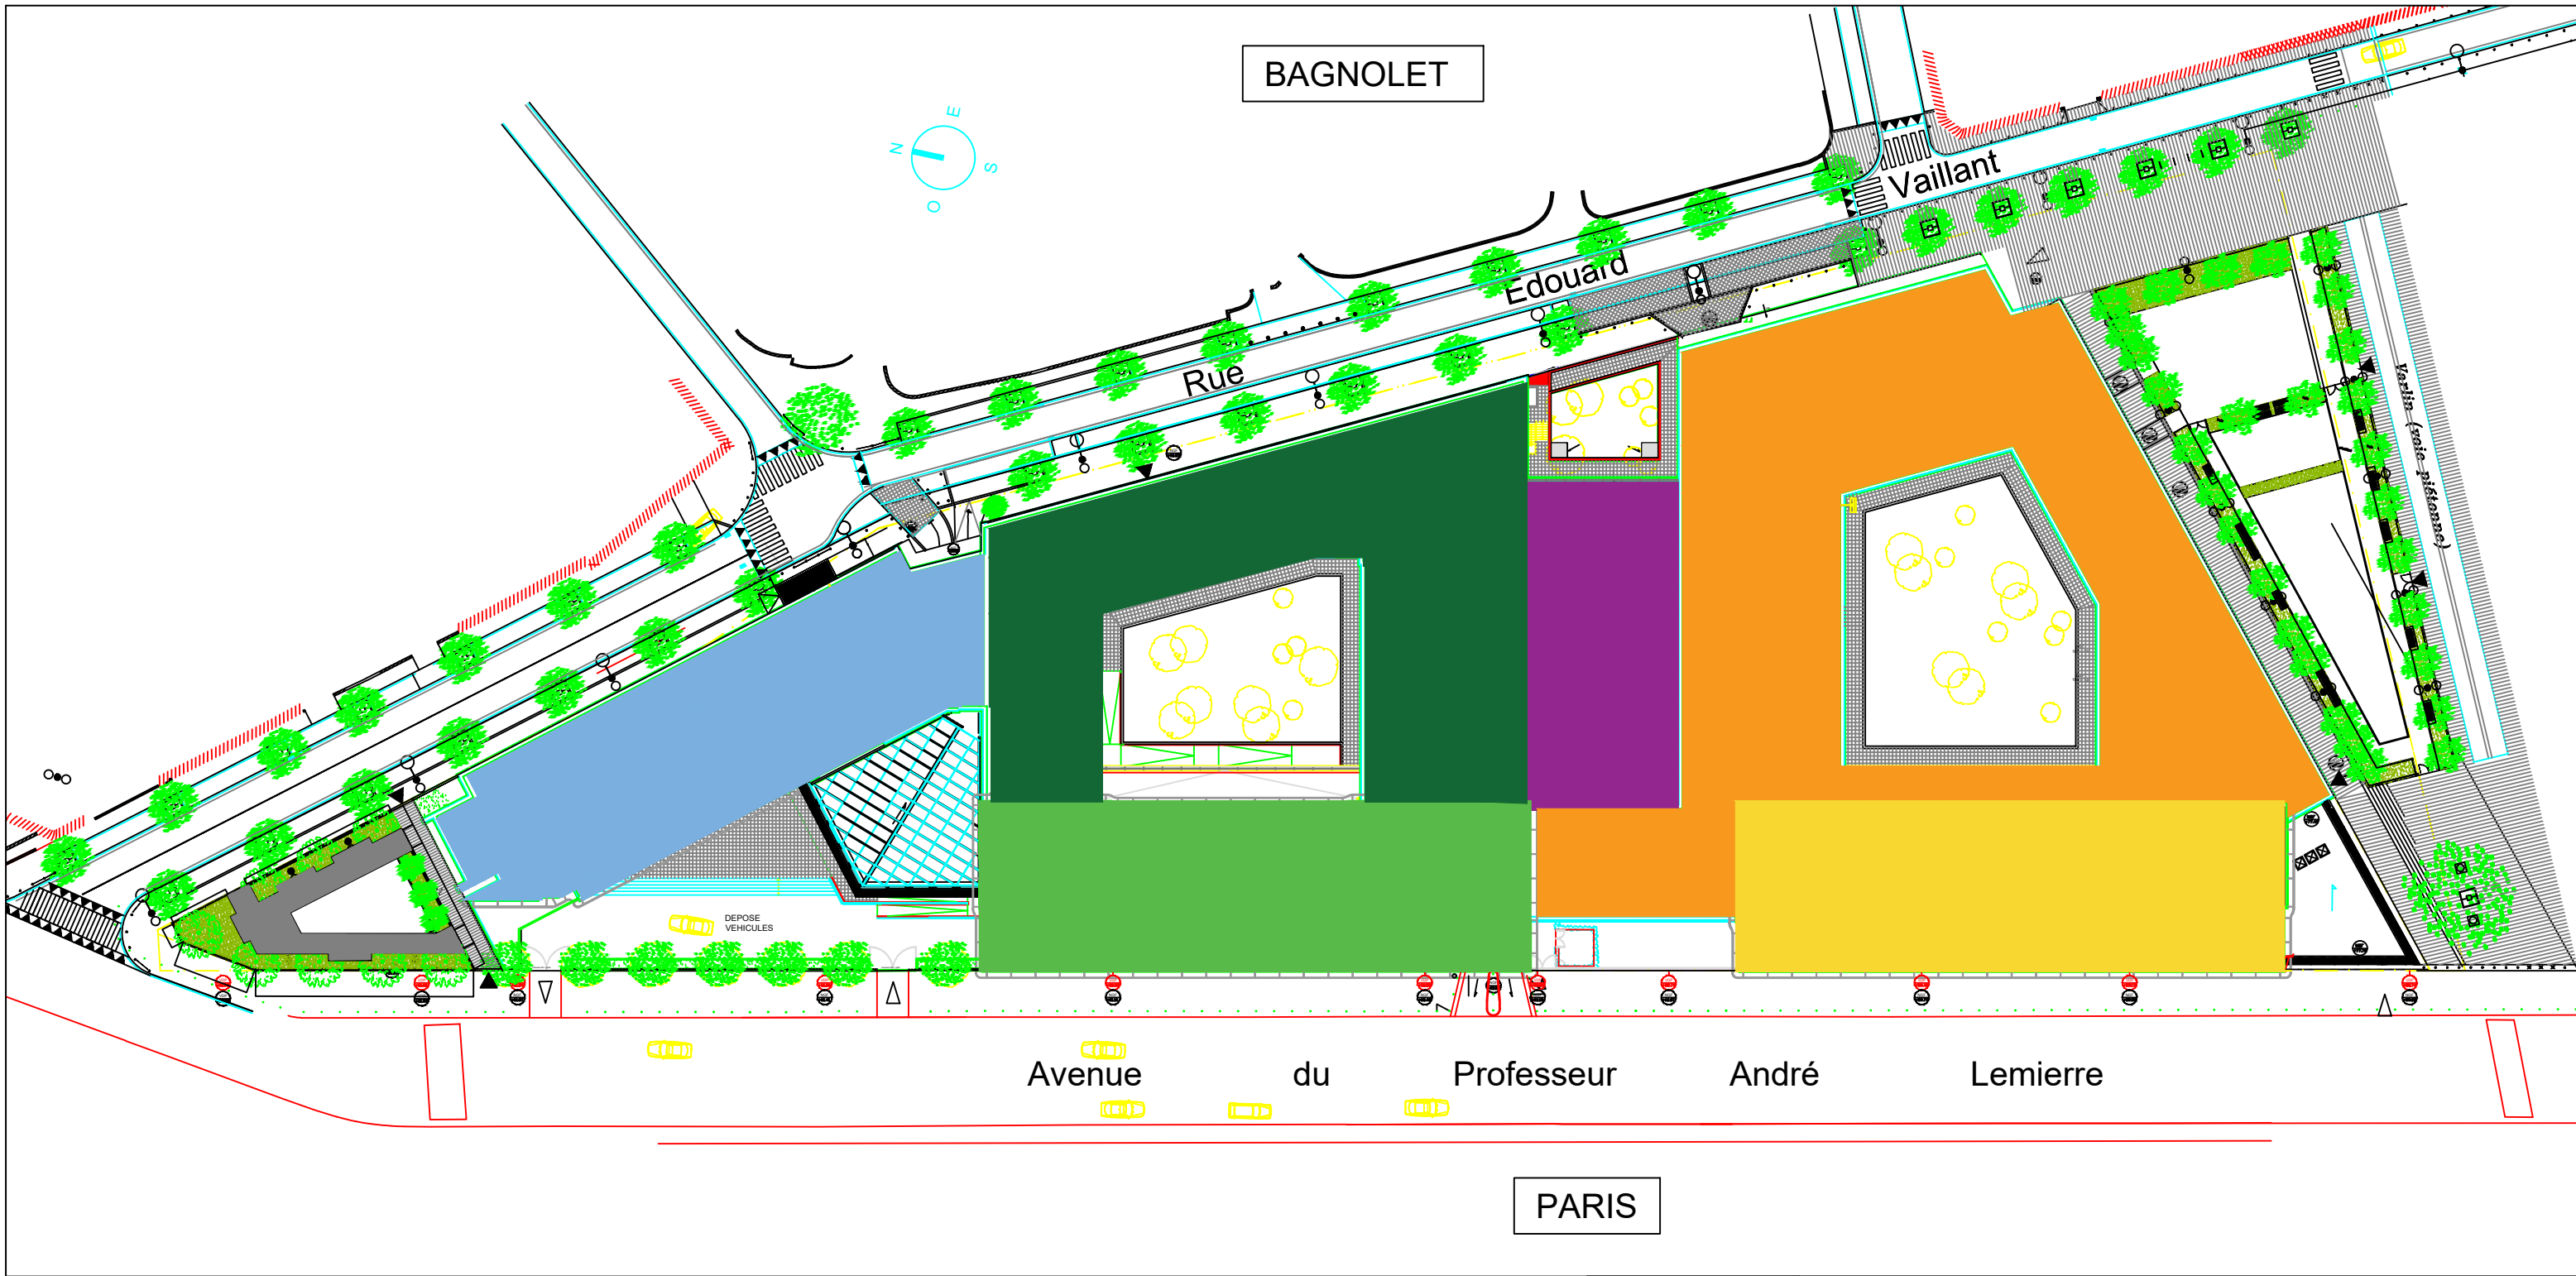 BAGNOLET
E
N
S
O
Vaillant
Edouard
Rue
Varlin (voie piétonne)
DEPOSE
VEHICULES
Avenue du Professeur André Lemierre
PARIS